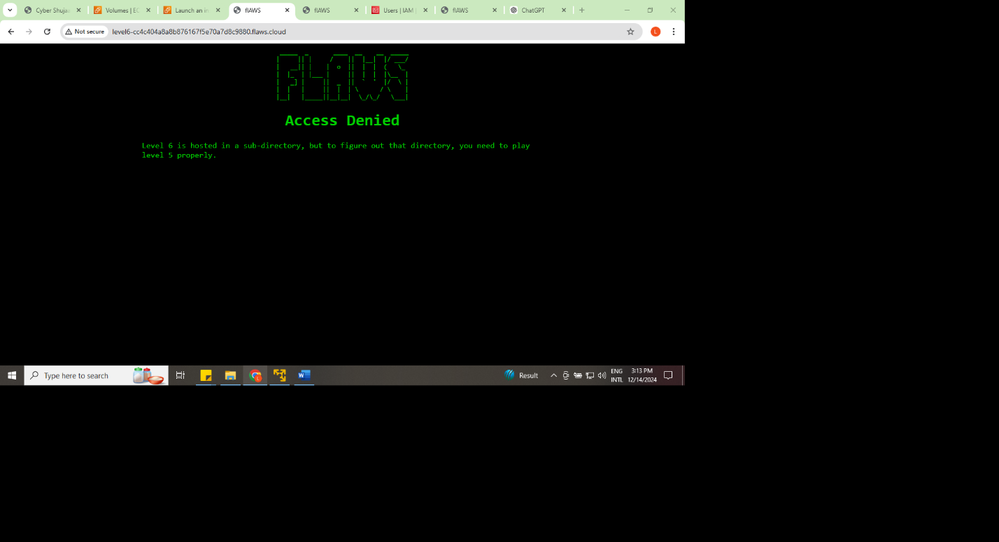 Cyber Shuja
Volumes | EC
Launch an in
flAWS
flAWS
Users | IAM |
flAWS
ChatGPT
Not secure
level6-cc4c404a8a8b876167f5e70a7d8c9880.flaws.cloud
FLAWS
Access Denied
Level 6 is hosted in a sub-directory, but to figure out that directory, you need to play
level 5 properly.
Type here to search
Result
ENG
INTL
3:13 PM
12/14/2024